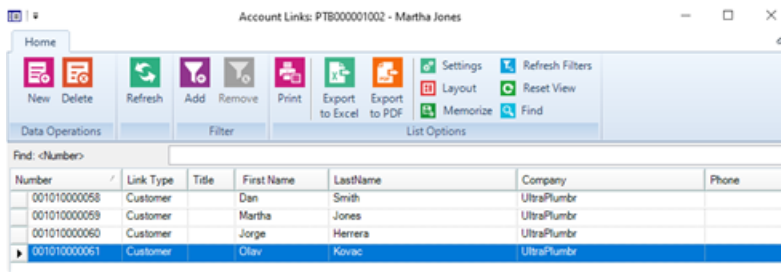 Account Links: PTB000001002 - Martha Jones
Home
New Delete Refresh Add Remove Print Export to Excel Export to PDF
Settings Refresh Filters
Layout Reset View
Memorize Find
Data Operations Filter List Options
Find: <Number>
Number Link Type Title First Name LastName Company Phone
001010000058 Customer Dan Smith UltraPlumbr
001010000059 Customer Martha Jones UltraPlumbr
001010000060 Customer Jorge Herrera UltraPlumbr
001010000061 Customer Olav Kovac UltraPlumbr